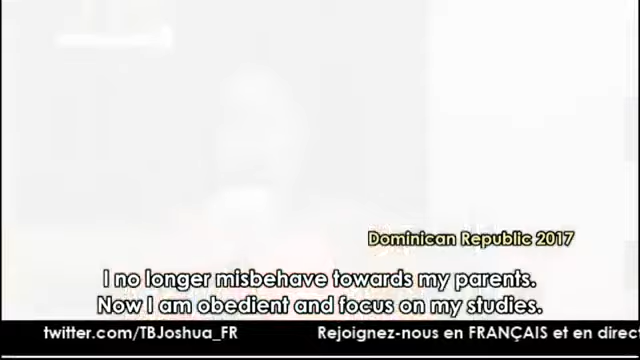 Dominican Republic 2017
I no longer misbehave towards my parents.
Now I am obedient and focus on my studies.
twitter.com/TBJoshua_FR Rejoignez-nous en FRANÇAIS et en direct